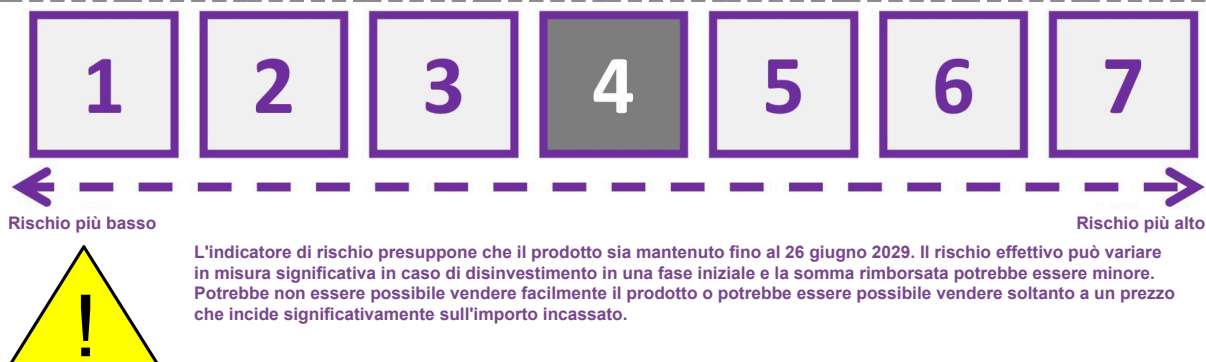 1 2 3 4 5 6 7
Rischio più basso Rischio più alto
L'indicatore di rischio presuppone che il prodotto sia mantenuto fino al 26 giugno 2029. Il rischio effettivo può variare
in misura significativa in caso di disinvestimento in una fase iniziale e la somma rimborsata potrebbe essere minore.
Potrebbe non essere possibile vendere facilmente il prodotto o potrebbe essere possibile vendere soltanto a un prezzo
che incide significativamente sull'importo incassato.
!